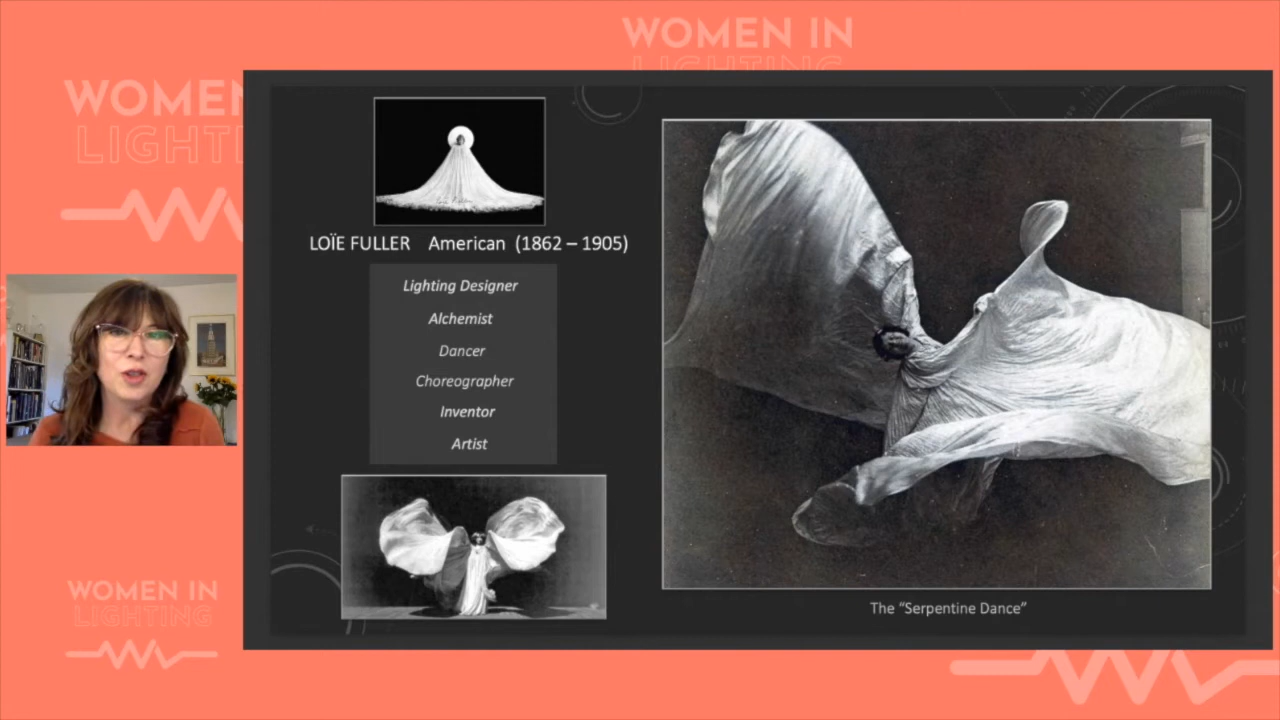 WOMEN IN
LIGHTING
WOMEN
LIGHTI
LOÏE FULLER American (1862 – 1905)
Lighting Designer
Alchemist
Dancer
Choreographer
Inventor
Artist
The “Serpentine Dance”
WOMEN IN
LIGHTING